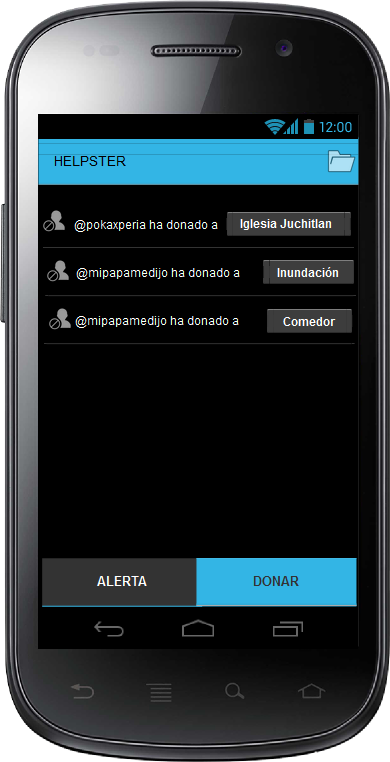 12:00
HELPSTER
@pokaxperia ha donado a Iglesia Juchitlan
@mipapamedijo ha donado a Inundación
@mipapamedijo ha donado a Comedor
ALERTA DONAR